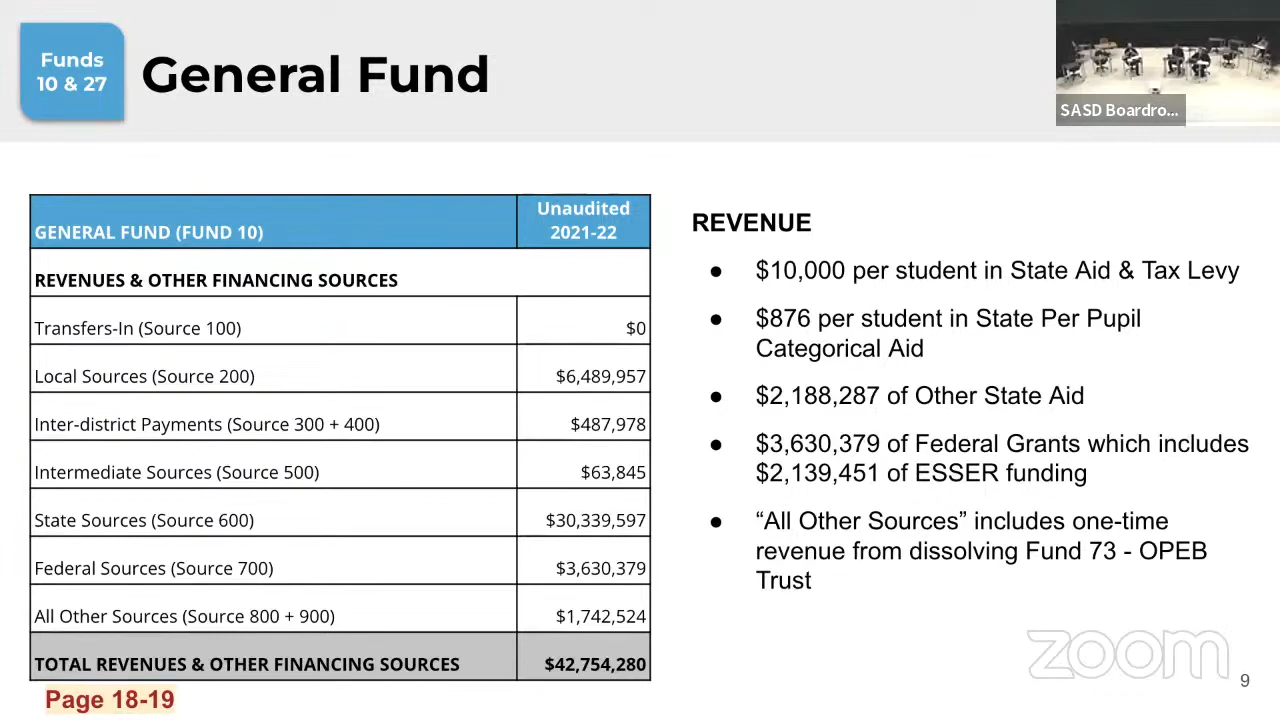 Funds
10 & 27
General Fund
SASD Boardro...
GENERAL FUND (FUND 10)
Unaudited
2021-22
REVENUES & OTHER FINANCING SOURCES
Transfers-In (Source 100) $0
Local Sources (Source 200) $6,489,957
Inter-district Payments (Source 300 + 400) $487,978
Intermediate Sources (Source 500) $63,845
State Sources (Source 600) $30,339,597
Federal Sources (Source 700) $3,630,379
All Other Sources (Source 800 + 900) $1,742,524
TOTAL REVENUES & OTHER FINANCING SOURCES $42,754,280
Page 18-19
REVENUE
● $10,000 per student in State Aid & Tax Levy
● $876 per student in State Per Pupil
Categorical Aid
● $2,188,287 of Other State Aid
● $3,630,379 of Federal Grants which includes
$2,139,451 of ESSER funding
● “All Other Sources” includes one-time
revenue from dissolving Fund 73 - OPEB
Trust
zoom
9